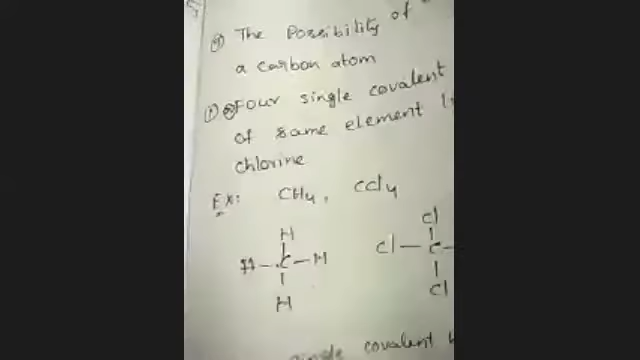 The Possibility of
a carbon atom
Four single covalent
of same element
chlorine
Ex: CH4, CCl4
H Cl
H-C-H Cl-C-
H Cl
single covalent